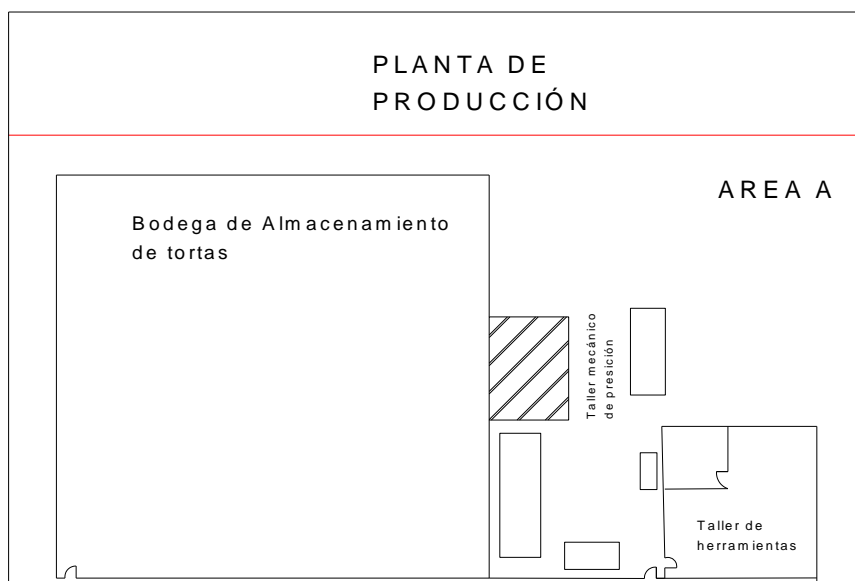 PLANTA DE
PRODUCCIÓN
AREA A
Bodega de Almacenamiento
de tortas
Taller mecánico
de presición
Taller de
herramientas